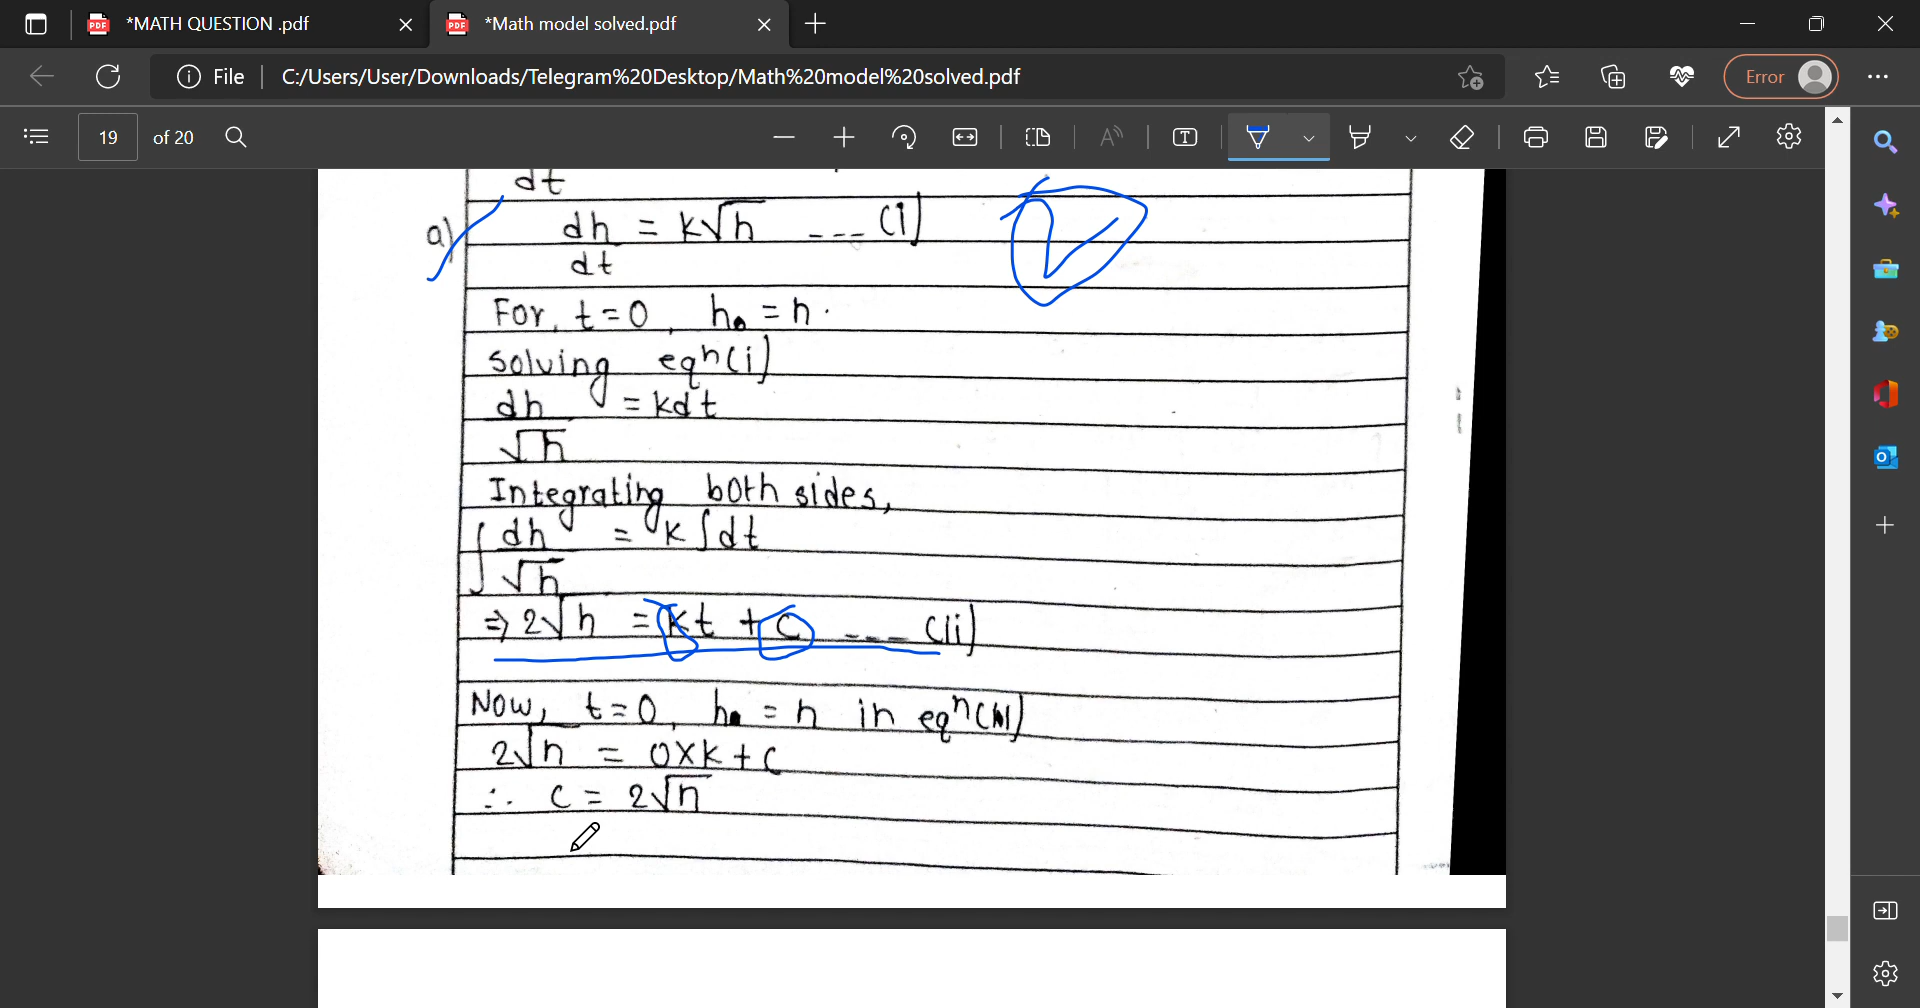 *MATH QUESTION .pdf
*Math model solved.pdf
File
C:/Users/User/Downloads/Telegram%20Desktop/Math%20model%20solved.pdf
Error
19 of 20
dt
a) dh = k√h --- (i)
dt
For, t=0, h₀ = h.
Solving eqⁿ(i)
dh = kdt
√h
Integrating both sides,
∫ dh = k ∫dt
√h
⇒ 2√h = kt + c --- (ii)
Now, t=0, h₀ = h in eqⁿ(ii)
2√h = 0×k + c
∴ c = 2√h